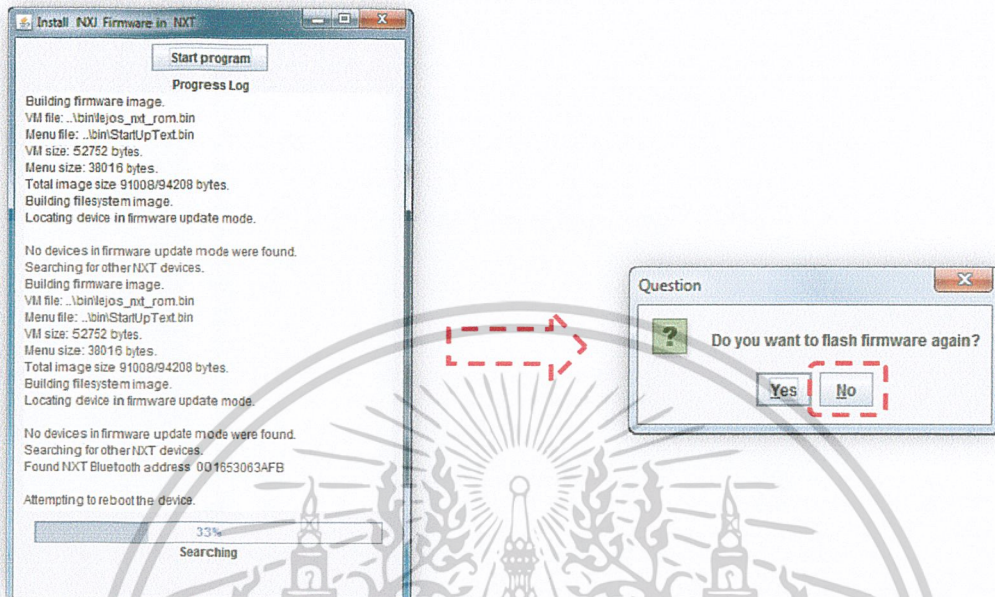 Install NXJ Firmware in NXT
Start program
Progress Log
Building firmware image.
VM file: ..\bin\lejos_nxt_rom.bin
Menu file: ..\bin\StartUpText.bin
VM size: 52752 bytes.
Menu size: 38016 bytes.
Total image size 91008/94208 bytes.
Building filesystem image.
Locating device in firmware update mode.
No devices in firmware update mode were found.
Searching for other NXT devices.
Building firmware image.
VM file: ..\bin\lejos_nxt_rom.bin
Menu file: ..\bin\StartUpText.bin
VM size: 52752 bytes.
Menu size: 38016 bytes.
Total image size 91008/94208 bytes.
Building filesystem image.
Locating device in firmware update mode.
No devices in firmware update mode were found.
Searching for other NXT devices.
Found NXT Bluetooth address 001653063AFB
Attempting to reboot the device.
33%
Searching
Question
Do you want to flash firmware again?
Yes No